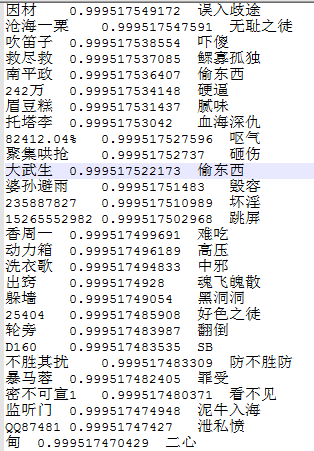 因材    0.999517549172    误入歧途
沧海一栗    0.999517547591    无耻之徒
吹笛子    0.999517538554    吓傻
救尽救    0.999517537085    鳏寡孤独
南平政    0.999517536407    偷东西
242万    0.999517534148    硬逼
眉豆糕    0.999517531437    腻味
托塔李    0.99951753042    血海深仇
82412.04%    0.999517527596    呕气
聚集哄抢    0.99951752737    砸伤
大武生    0.999517522173    偷东西
婆孙避雨    0.99951751483    毁容
235887827    0.999517510989    坏淫
15265552982    0.999517502968    跳屏
香周一    0.999517499691    难吃
动力箱    0.999517496189    高压
洗衣歌    0.999517494833    中邪
出窍    0.9995174928    魂飞魄散
躲墙    0.99951749054    黑洞洞
25404    0.999517485908    好色之徒
轮旁    0.999517483987    翻倒
D160    0.999517483535    SB
不胜其扰    0.999517483309    防不胜防
暴马蓉    0.999517482405    罪受
密不可宣1    0.999517480371    看不见
监听门    0.999517474948    泥牛入海
QQ87481    0.99951747427    泄私愤
甸    0.999517470429    二心